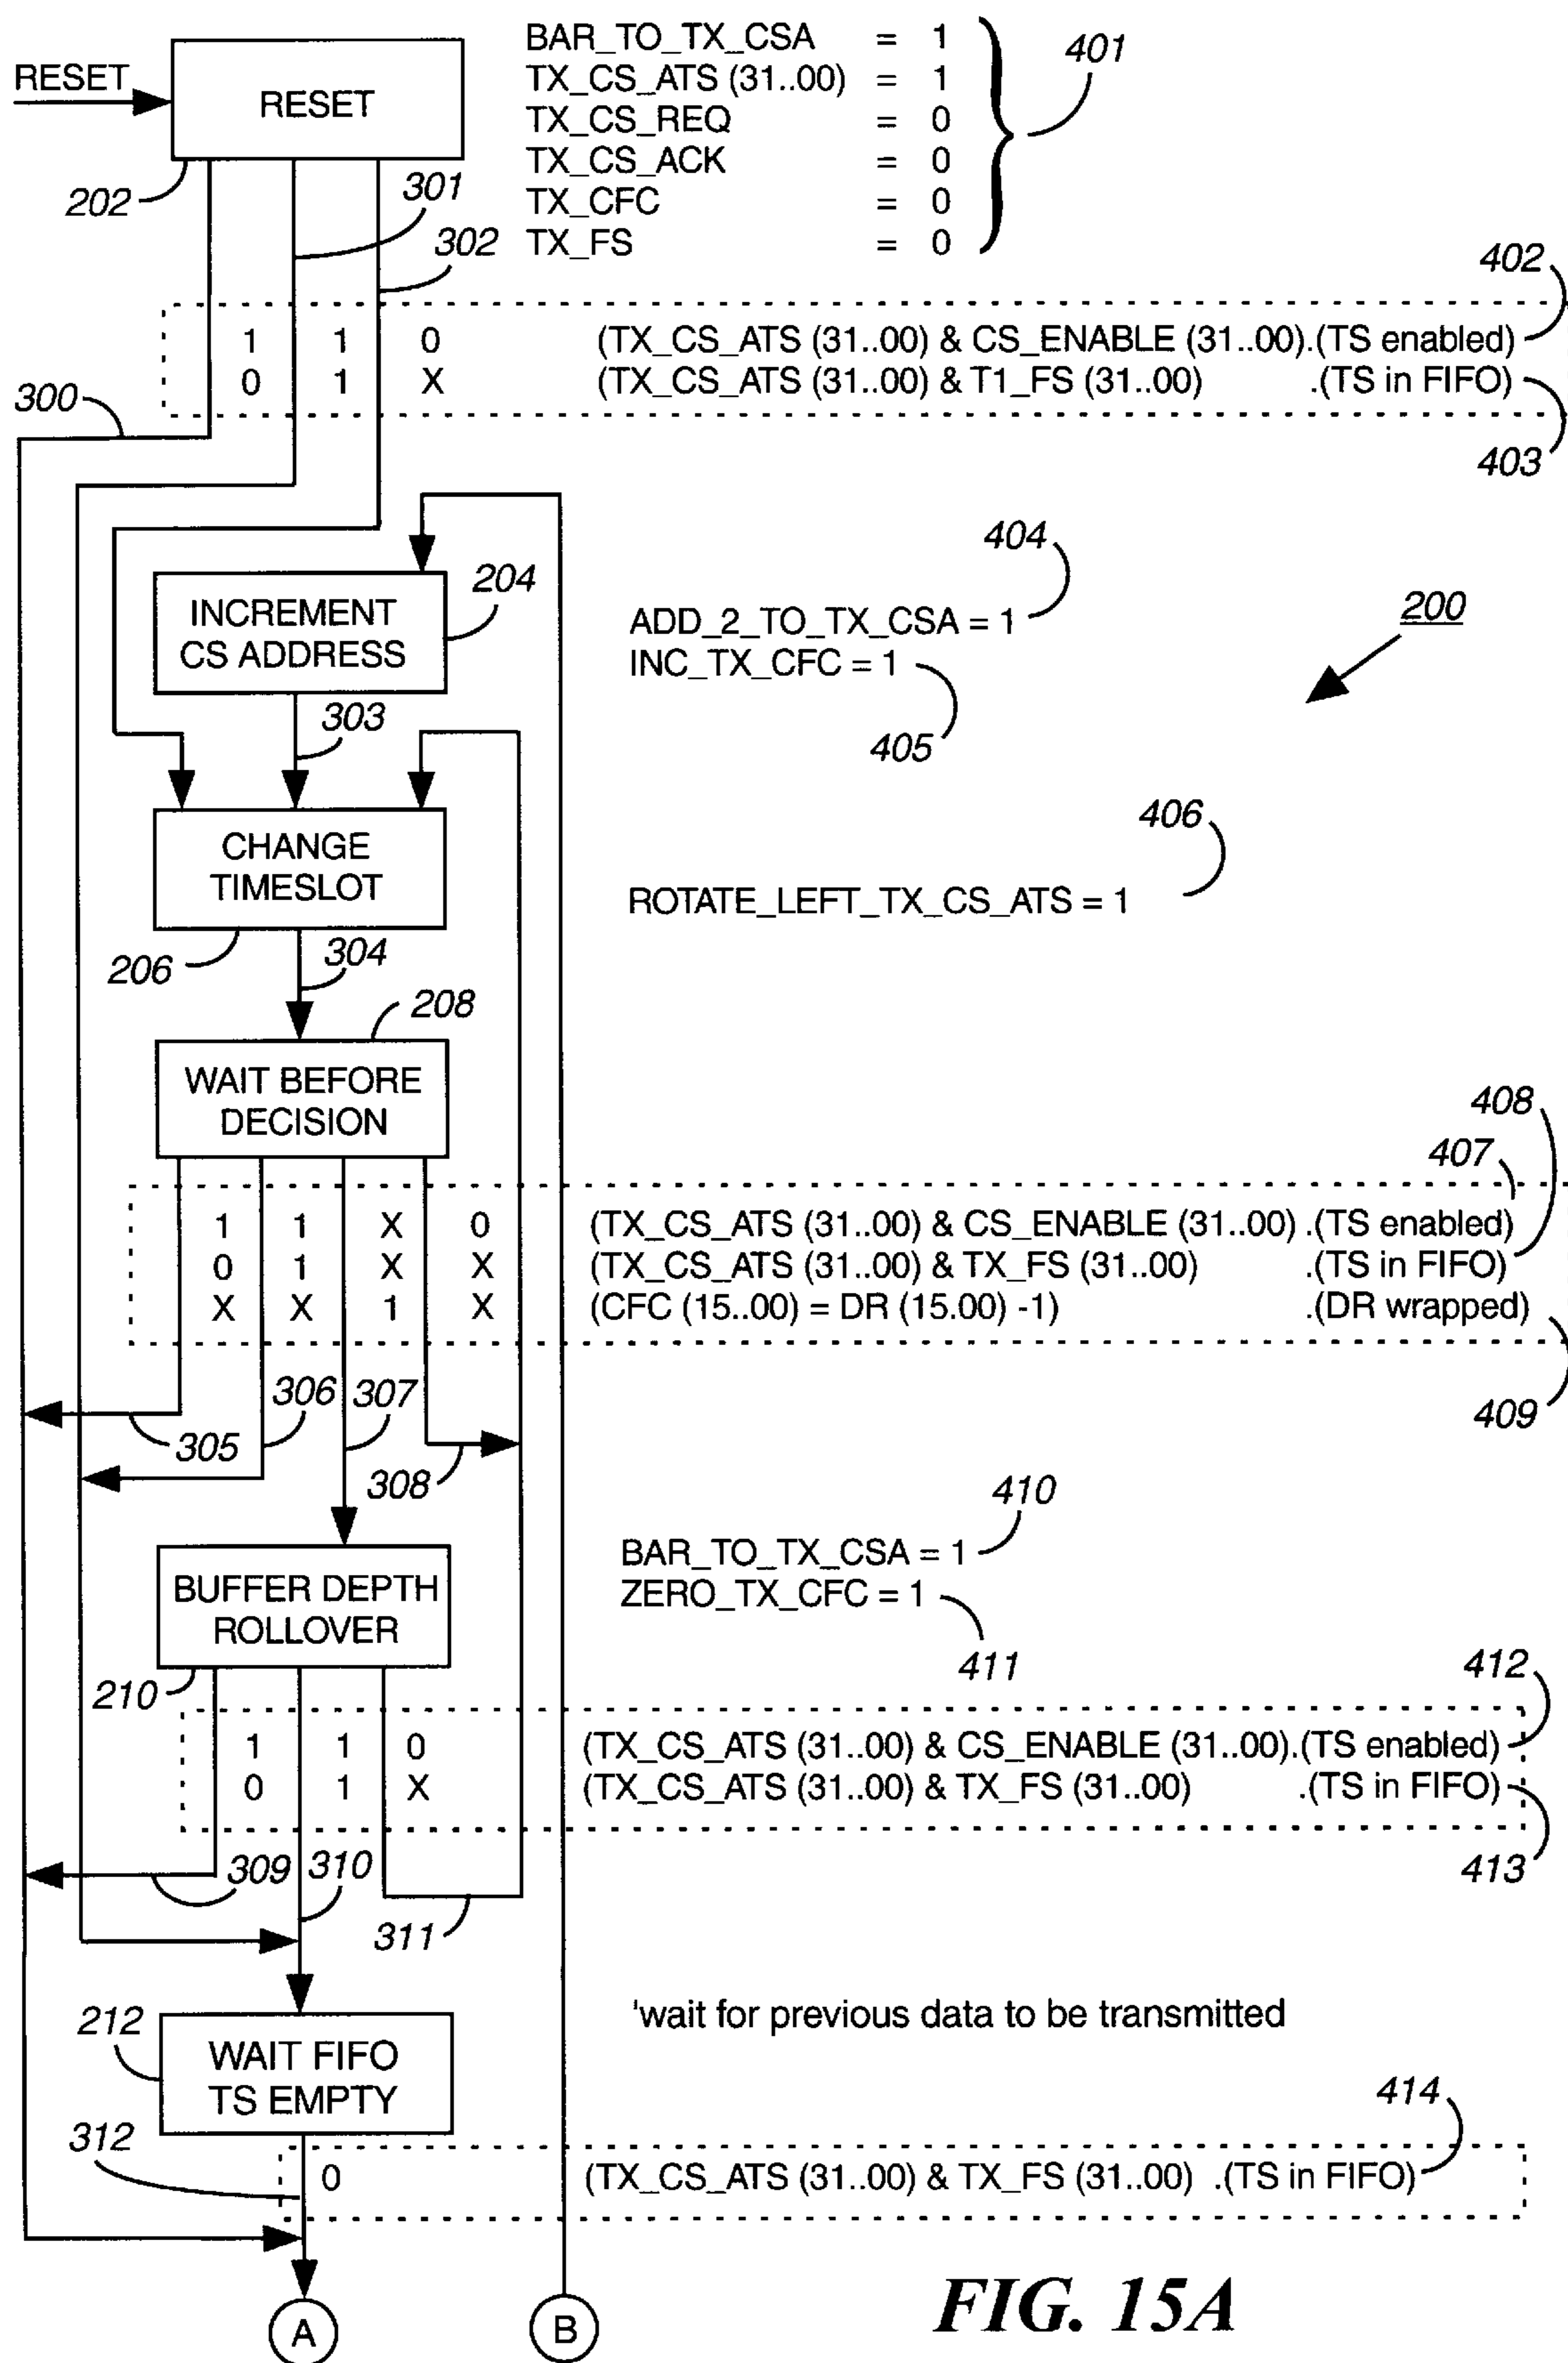 BAR_TO_TX_CSA = 1
401
TX_CS_ATS (31..00) = 1
RESET
RESET
TX_CS_REQ = 0
TX_CS_ACK = 0
202
301
TX_CFC = 0
302
TX_FS = 0
402
1 1 0 (TX_CS_ATS (31..00) & CS_ENABLE (31..00).(TS enabled)
300
0 1 X (TX_CS_ATS (31..00) & T1_FS (31..00) .(TS in FIFO)
403
404
204
INCREMENT
CS ADDRESS
ADD_2_TO_TX_CSA = 1
200
INC_TX_CFC = 1
303
405
406
CHANGE
TIMESLOT
ROTATE_LEFT_TX_CS_ATS = 1
206
304
208
WAIT BEFORE
DECISION
408
407
1 1 X 0 (TX_CS_ATS (31..00) & CS_ENABLE (31..00) .(TS enabled)
0 1 X X (TX_CS_ATS (31..00) & TX_FS (31..00) .(TS in FIFO)
X X 1 X (CFC (15..00) = DR (15.00) -1) .(DR wrapped)
306
307
409
305
308
410
BAR_TO_TX_CSA = 1
BUFFER DEPTH
ROLLOVER
ZERO_TX_CFC = 1
411
210
412
1 1 0 (TX_CS_ATS (31..00) & CS_ENABLE (31..00).(TS enabled)
0 1 X (TX_CS_ATS (31..00) & TX_FS (31..00) .(TS in FIFO)
309
310
413
311
212
'wait for previous data to be transmitted
WAIT FIFO
TS EMPTY
414
312
0 (TX_CS_ATS (31..00) & TX_FS (31..00) .(TS in FIFO)
A
B
FIG. 15A